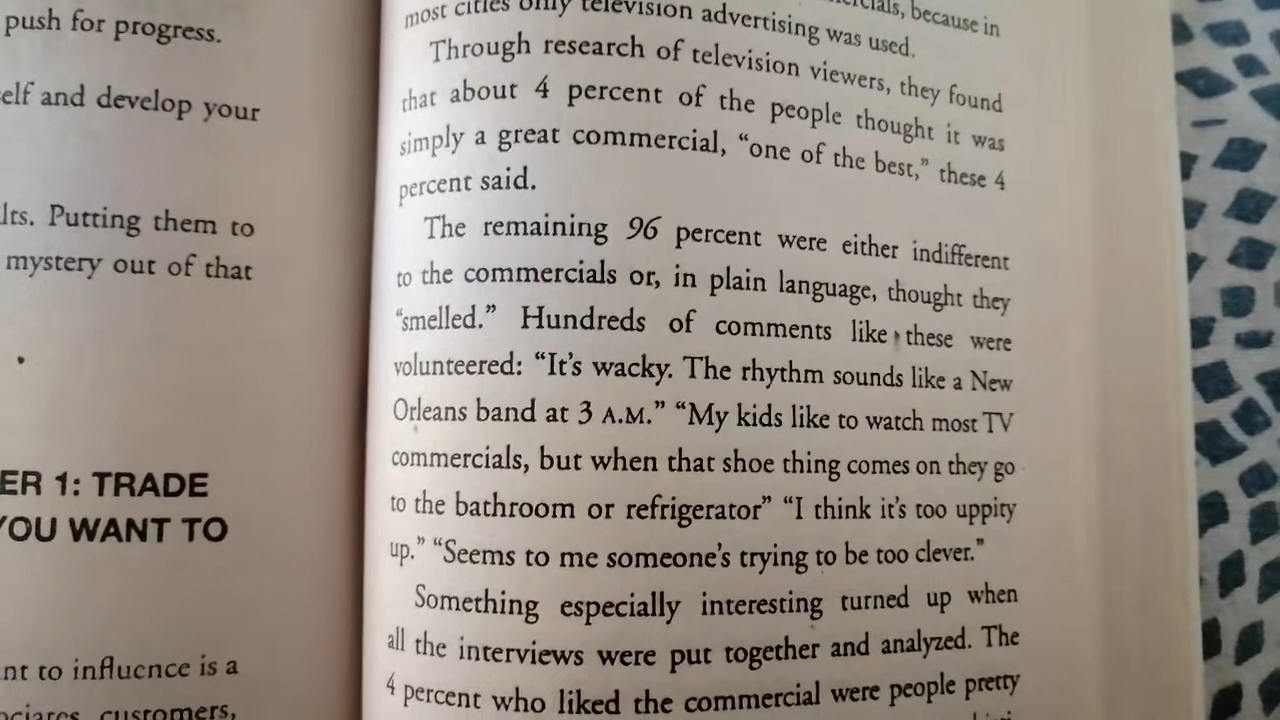 push for progress.
elf and develop your
lts. Putting them to
mystery out of that
ER 1: TRADE
YOU WANT TO
nt to influence is a
customers,
because in
most cities only television advertising was used.
Through research of television viewers, they found
that about 4 percent of the people thought it was
simply a great commercial, “one of the best,” these 4
percent said.
The remaining 96 percent were either indifferent
to the commercials or, in plain language, thought they
“smelled.” Hundreds of comments like these were
volunteered: “It’s wacky. The rhythm sounds like a New
Orleans band at 3 A.M.” “My kids like to watch most TV
commercials, but when that shoe thing comes on they go
to the bathroom or refrigerator” “I think it’s too uppity
up.” “Seems to me someone’s trying to be too clever.”
Something especially interesting turned up when
all the interviews were put together and analyzed. The
4 percent who liked the commercial were people pretty